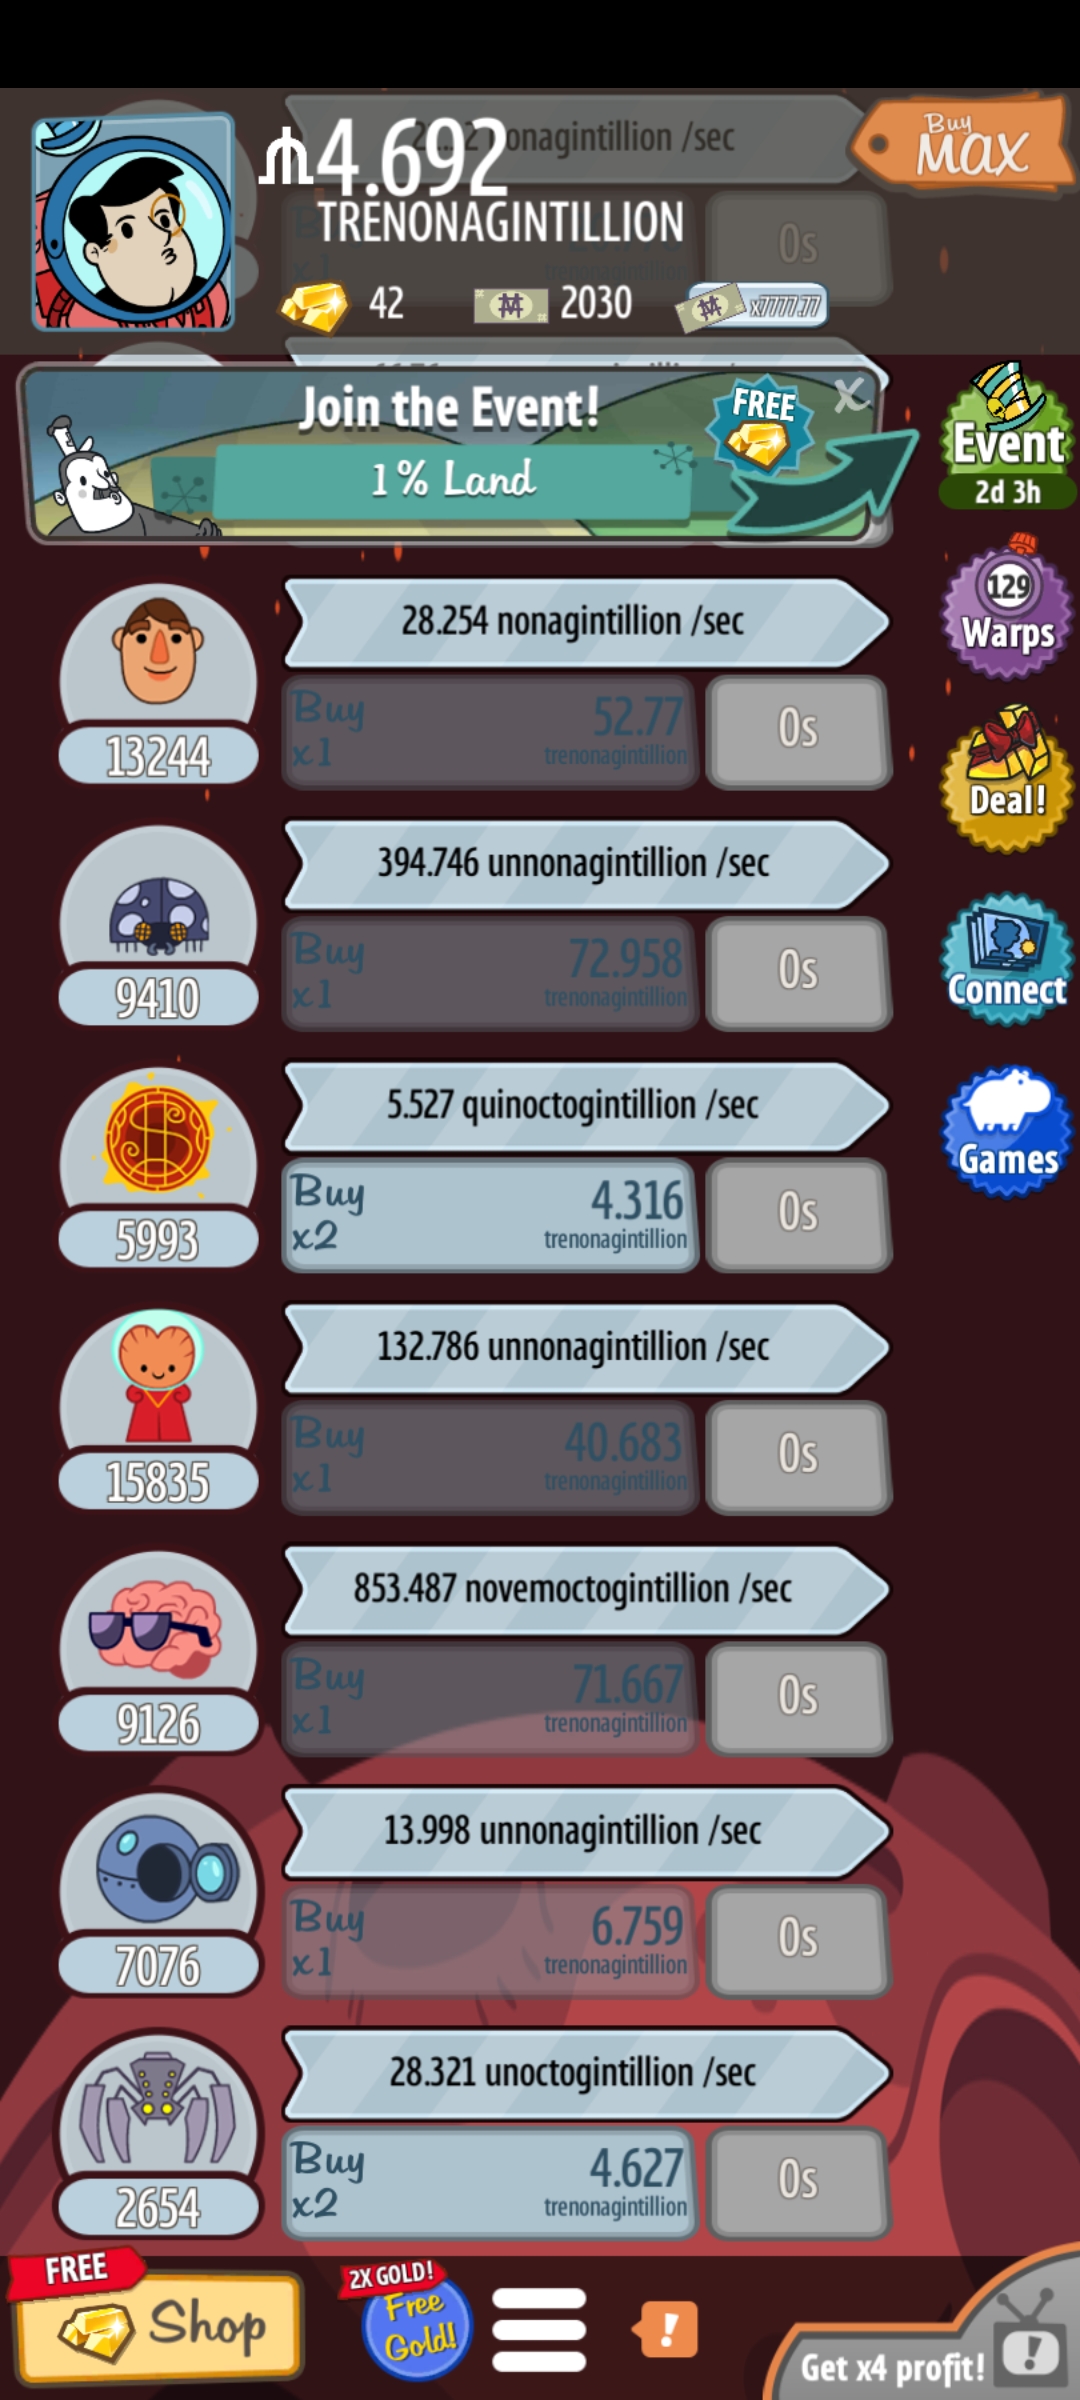 nonagintillion /sec
Buy
MAX
4.692
TRENONAGINTILLION
0s
x1
trenonagintillion
42
2030
x7777.77
Join the Event!
FREE
X
1% Land
Event
2d 3h
28.254 nonagintillion /sec
129
Warps
Buy
x1
52.77
trenonagintillion
0s
13244
Deal!
394.746 unnonagintillion /sec
Buy
x1
72.958
trenonagintillion
0s
9410
Connect
5.527 quinoctogintillion /sec
Games
Buy
x2
4.316
trenonagintillion
0s
5993
132.786 unnonagintillion /sec
Buy
x1
40.683
trenonagintillion
0s
15835
853.487 novemoctogintillion /sec
Buy
x1
71.667
trenonagintillion
0s
9126
13.998 unnonagintillion /sec
Buy
x1
6.759
trenonagintillion
0s
7076
28.321 unoctogintillion /sec
Buy
x2
4.627
trenonagintillion
0s
2654
FREE
Shop
2X GOLD!
Free
Gold!
!
Get x4 profit!
!